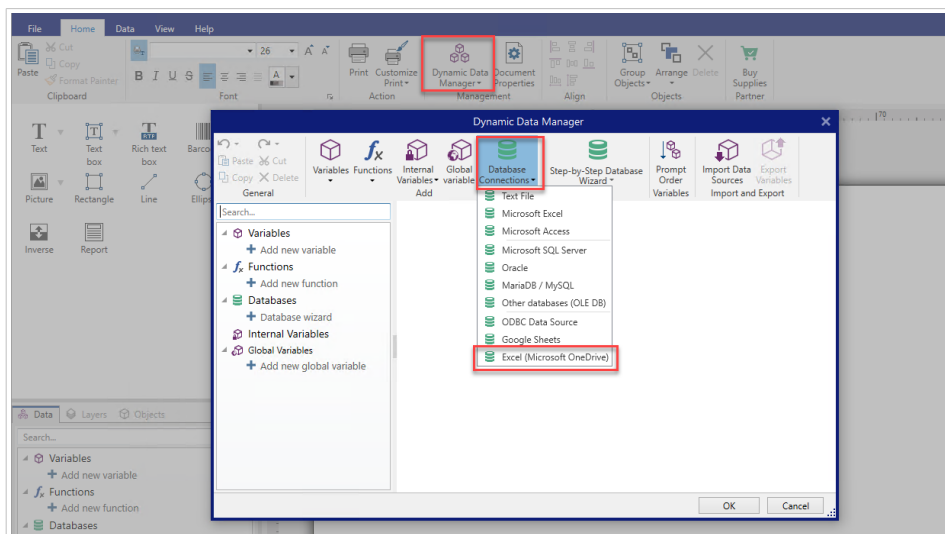 File Home Data View Help
Cut
Copy
Paste Format Painter
26 A A
B I U S A
Print Customize Print
Dynamic Data Manager Document Properties
Group Objects Arrange Delete Buy Supplies
Clipboard Font Action Management Align Objects Partner
70
Text Text box Rich text box Barco
RTF
Picture Rectangle Line Ellips
Inverse Report
Dynamic Data Manager
Paste Cut
Copy Delete
Variables Functions Internal Variables Global variable Database Connections Step-by-Step Database Wizard Prompt Order Import Data Sources Export Variables
General Add Variables Import and Export
Search...
Variables
Add new variable
Functions
Add new function
Databases
Database wizard
Internal Variables
Global Variables
Add new global variable
Text File
Microsoft Excel
Microsoft Access
Microsoft SQL Server
Oracle
MariaDB / MySQL
Other databases (OLE DB)
ODBC Data Source
Google Sheets
Excel (Microsoft OneDrive)
OK Cancel
Data Layers Objects
Search...
Variables
Add new variable
Functions
Add new function
Databases